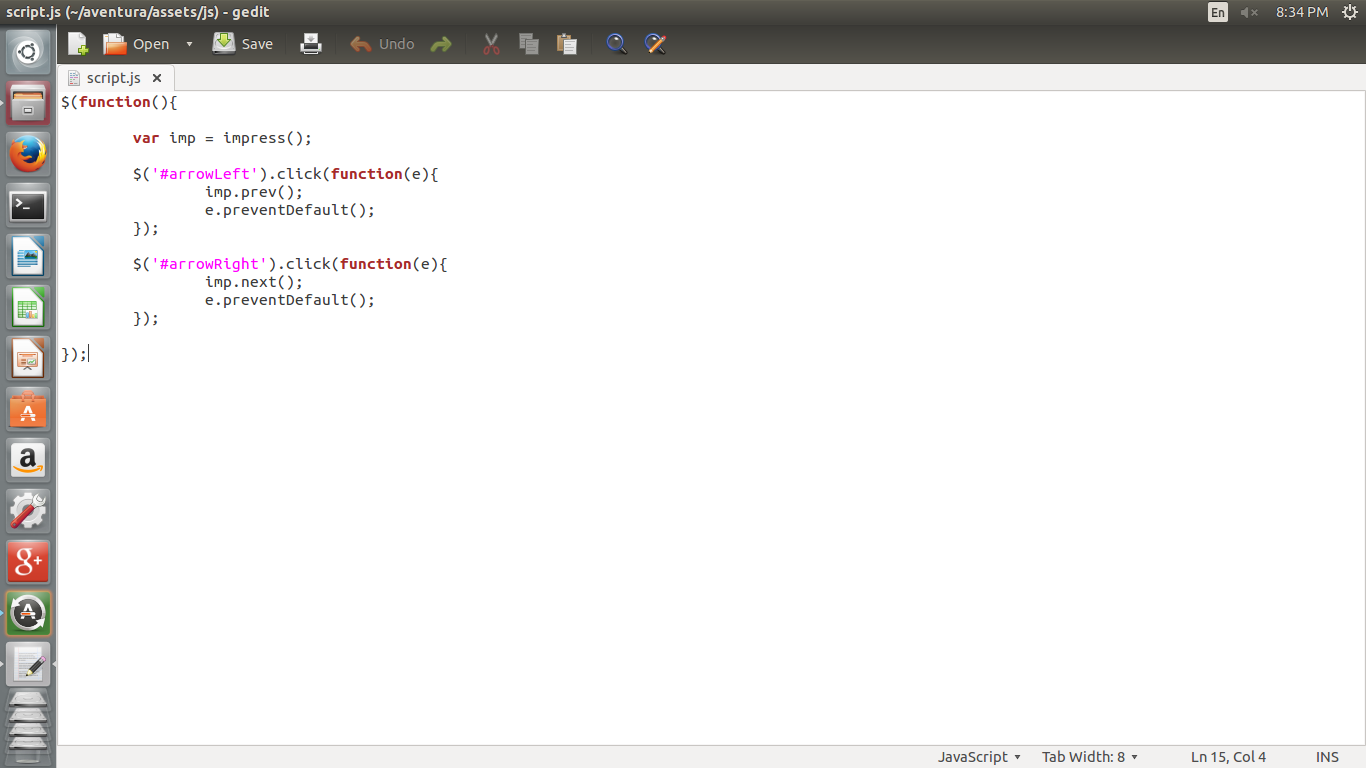 script.js (~/aventura/assets/js) - gedit
En
8:34 PM
Open
Save
Undo
script.js
$(function(){
var imp = impress();
$('#arrowLeft').click(function(e){
imp.prev();
e.preventDefault();
});
$('#arrowRight').click(function(e){
imp.next();
e.preventDefault();
});
});
JavaScript
Tab Width: 8
Ln 15, Col 4
INS
>_
a
g+